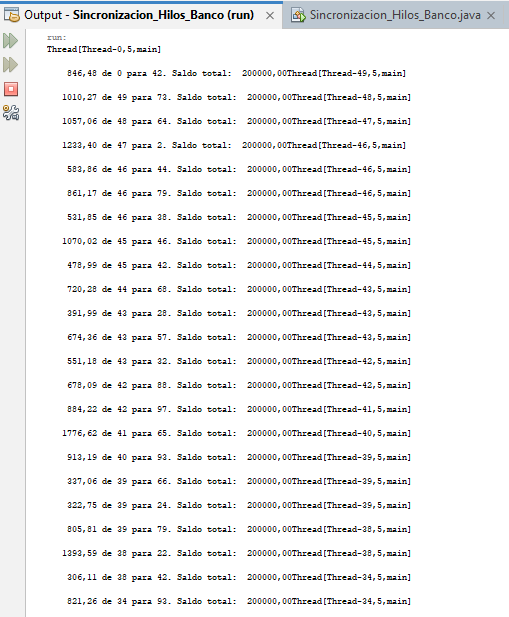 Output - Sincronizacion_Hilos_Banco (run) × Sincronizacion_Hilos_Banco.java ×
run:
Thread[Thread-0,5,main]
846,48 de 0 para 42. Saldo total: 200000,00Thread[Thread-49,5,main]
1010,27 de 49 para 73. Saldo total: 200000,00Thread[Thread-48,5,main]
1057,06 de 48 para 64. Saldo total: 200000,00Thread[Thread-47,5,main]
1233,40 de 47 para 2. Saldo total: 200000,00Thread[Thread-46,5,main]
583,86 de 46 para 44. Saldo total: 200000,00Thread[Thread-46,5,main]
861,17 de 46 para 79. Saldo total: 200000,00Thread[Thread-46,5,main]
531,85 de 46 para 38. Saldo total: 200000,00Thread[Thread-45,5,main]
1070,02 de 45 para 46. Saldo total: 200000,00Thread[Thread-45,5,main]
478,99 de 45 para 42. Saldo total: 200000,00Thread[Thread-44,5,main]
720,28 de 44 para 68. Saldo total: 200000,00Thread[Thread-43,5,main]
391,99 de 43 para 28. Saldo total: 200000,00Thread[Thread-43,5,main]
674,36 de 43 para 57. Saldo total: 200000,00Thread[Thread-43,5,main]
551,18 de 43 para 32. Saldo total: 200000,00Thread[Thread-42,5,main]
678,09 de 42 para 88. Saldo total: 200000,00Thread[Thread-42,5,main]
884,22 de 42 para 97. Saldo total: 200000,00Thread[Thread-41,5,main]
1776,62 de 41 para 65. Saldo total: 200000,00Thread[Thread-40,5,main]
913,19 de 40 para 93. Saldo total: 200000,00Thread[Thread-39,5,main]
337,06 de 39 para 66. Saldo total: 200000,00Thread[Thread-39,5,main]
322,75 de 39 para 24. Saldo total: 200000,00Thread[Thread-39,5,main]
805,81 de 39 para 79. Saldo total: 200000,00Thread[Thread-38,5,main]
1393,59 de 38 para 22. Saldo total: 200000,00Thread[Thread-38,5,main]
306,11 de 38 para 42. Saldo total: 200000,00Thread[Thread-34,5,main]
821,26 de 34 para 93. Saldo total: 200000,00Thread[Thread-34,5,main]